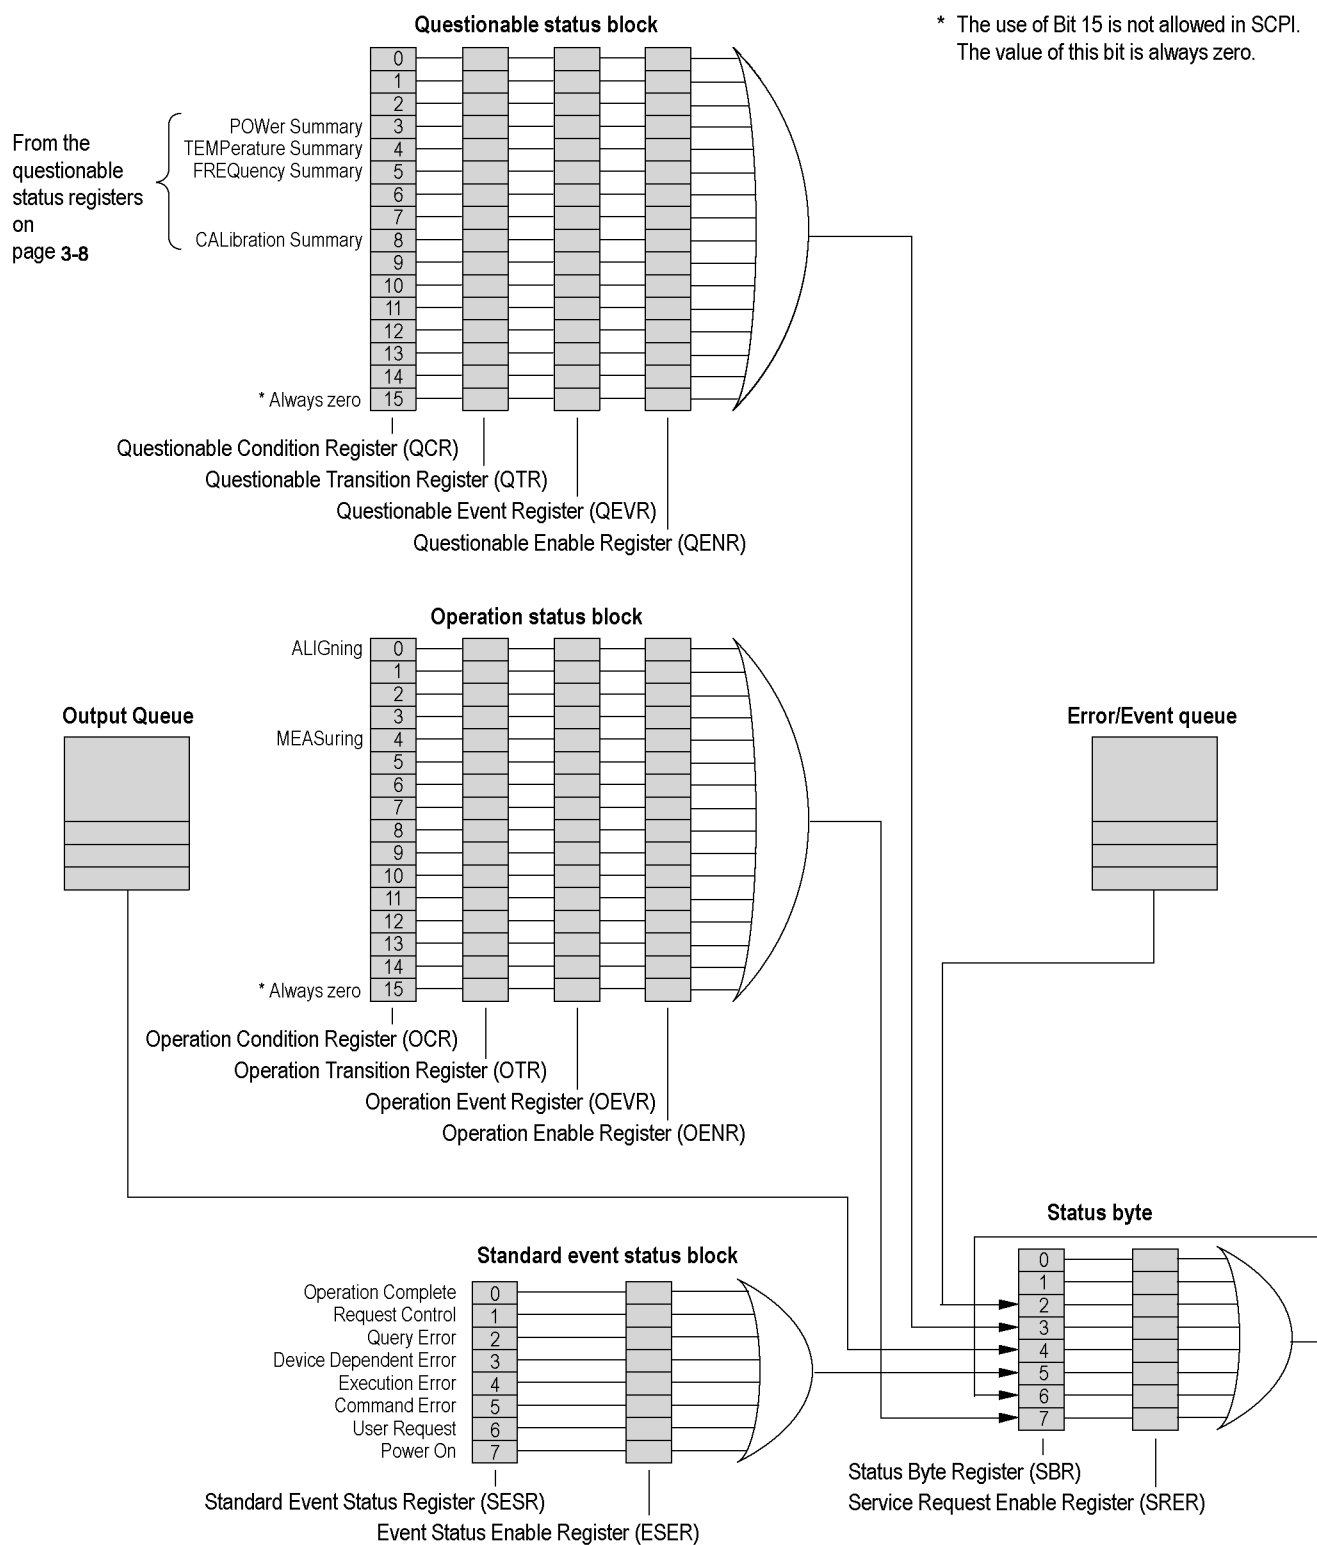 Questionable status block
* The use of Bit 15 is not allowed in SCPI.
The value of this bit is always zero.
From the
questionable
status registers
on
page 3-8
0
1
2
POWer Summary 3
TEMPerature Summary 4
FREQuency Summary 5
6
7
CALibration Summary 8
9
10
11
12
13
14
* Always zero 15
Questionable Condition Register (QCR)
Questionable Transition Register (QTR)
Questionable Event Register (QEVR)
Questionable Enable Register (QENR)
Operation status block
ALIGning 0
1
2
3
MEASuring 4
5
6
7
8
9
10
11
12
13
14
* Always zero 15
Operation Condition Register (OCR)
Operation Transition Register (OTR)
Operation Event Register (OEVR)
Operation Enable Register (OENR)
Output Queue
Error/Event queue
Standard event status block
Operation Complete 0
Request Control 1
Query Error 2
Device Dependent Error 3
Execution Error 4
Command Error 5
User Request 6
Power On 7
Standard Event Status Register (SESR)
Event Status Enable Register (ESER)
Status byte
0
1
2
3
4
5
6
7
Status Byte Register (SBR)
Service Request Enable Register (SRER)